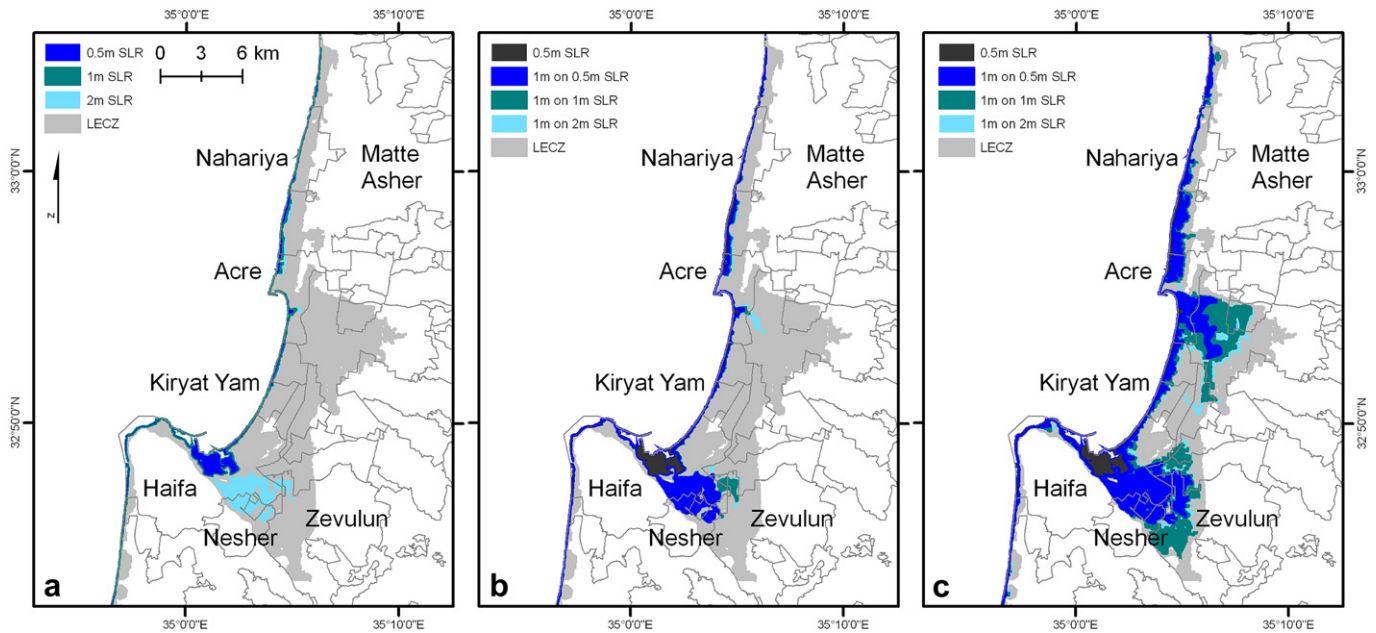 35°0'0"E
35°10'0"E
35°0'0"E
35°10'0"E
35°0'0"E
35°10'0"E
0.5m SLR
1m SLR
2m SLR
LECZ
0 3 6 km
N
Nahariya
Matte
Asher
Acre
Kiryat Yam
Haifa
Nesher
Zevulun
a
33°0'0"N
32°50'0"N
0.5m SLR
1m on 0.5m SLR
1m on 1m SLR
1m on 2m SLR
LECZ
Nahariya
Matte
Asher
Acre
Kiryat Yam
Haifa
Nesher
Zevulun
b
0.5m SLR
1m on 0.5m SLR
1m on 1m SLR
1m on 2m SLR
LECZ
Nahariya
Matte
Asher
Acre
Kiryat Yam
Haifa
Nesher
Zevulun
c
33°0'0"N
32°50'0"N
35°0'0"E
35°10'0"E
35°0'0"E
35°10'0"E
35°0'0"E
35°10'0"E